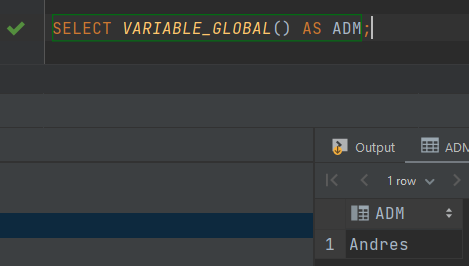 SELECT VARIABLE_GLOBAL() AS ADM;
Output
ADM
1 row
ADM
1 Andres